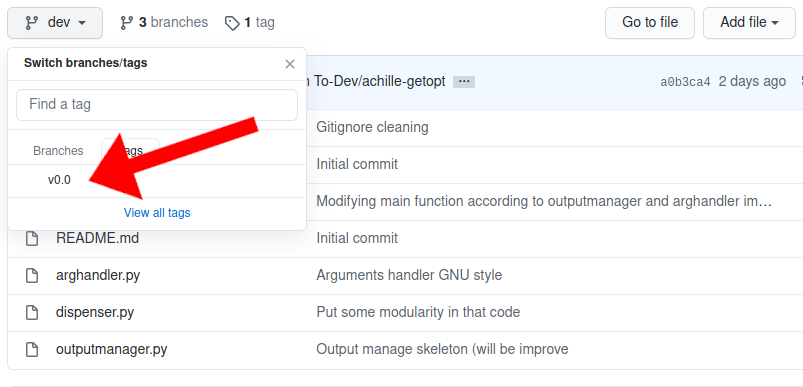 dev 3 branches 1 tag Go to file Add file
Switch branches/tags
To-Dev/achille-getopt ... a0b3ca4 2 days ago
Find a tag
Gitignore cleaning
Branches
Initial commit
v0.0
Modifying main function according to outputmanager and arghandler im…
View all tags
README.md Initial commit
arghandler.py Arguments handler GNU style
dispenser.py Put some modularity in that code
outputmanager.py Output manage skeleton (will be improve